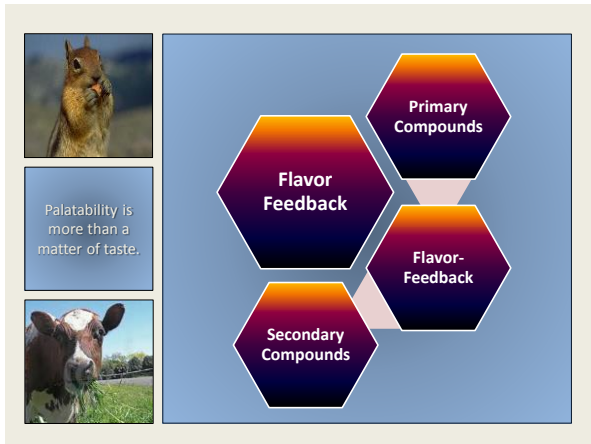 Palatability is
more than a
matter of taste.
Flavor
Feedback
Primary
Compounds
Flavor-
Feedback
Secondary
Compounds